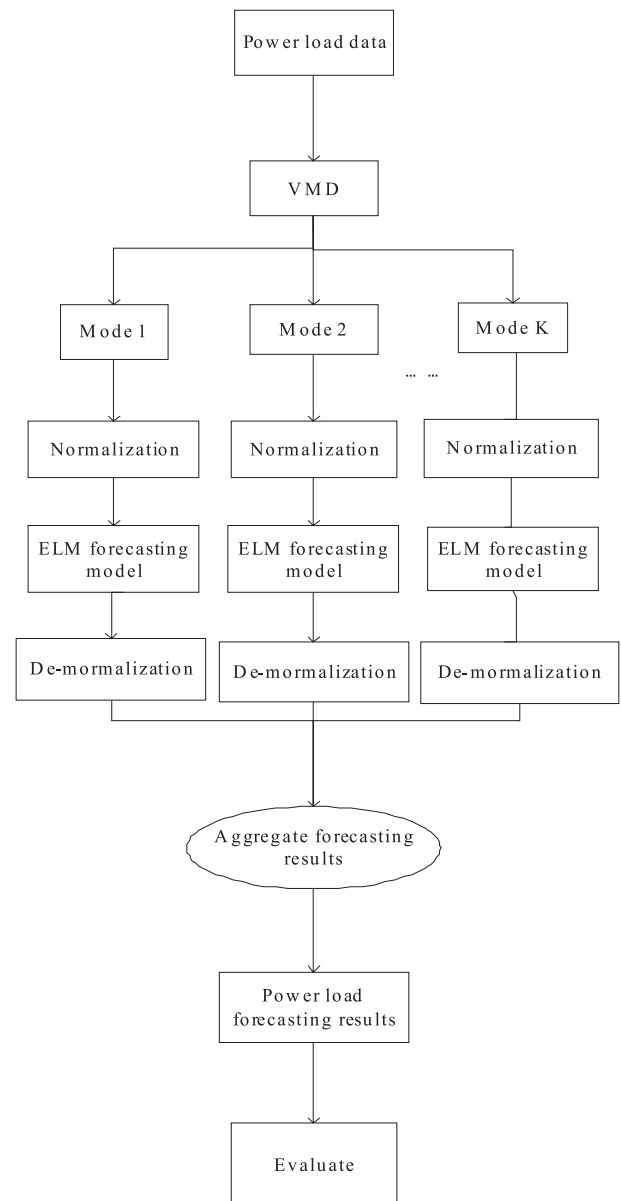 Power load data
VMD
Mode 1
Mode 2
Mode K
... ...
Normalization
Normalization
Normalization
ELM forecasting
model
ELM forecasting
model
ELM forecasting
model
De-mormalization
De-mormalization
De-mormalization
Aggregate forecasting
results
Power load
forecasting results
Evaluate